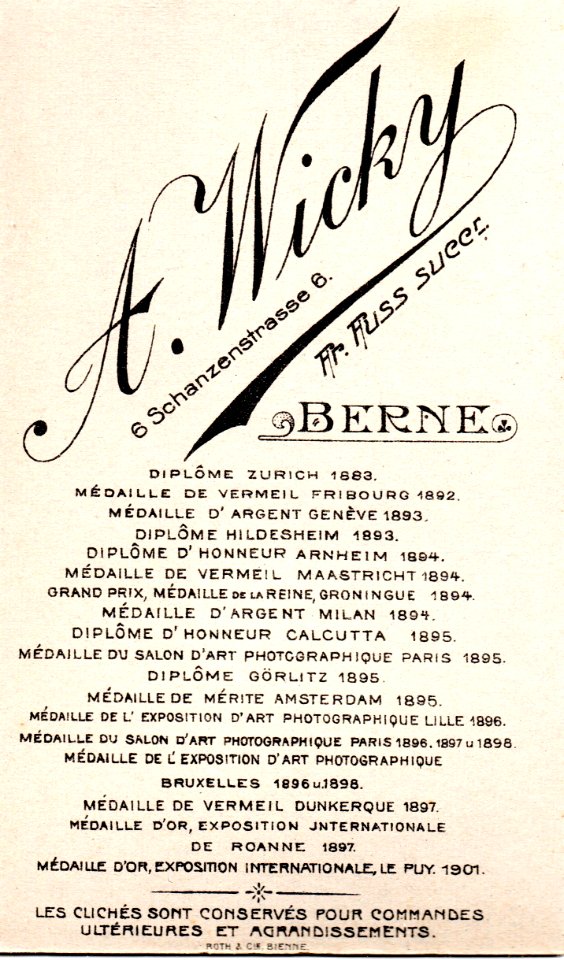 A. Wicky
6 Schanzenstrasse 6.
Fr. Fuss succr.
BERNE
DIPLÔME ZURICH 1883.
MÉDAILLE DE VERMEIL FRIBOURG 1892.
MÉDAILLE D'ARGENT GENÈVE 1893.
DIPLÔME HILDESHEIM 1893.
DIPLÔME D'HONNEUR ARNHEIM 1894.
MÉDAILLE DE VERMEIL MAASTRICHT 1894.
GRAND PRIX, MÉDAILLE DE LA REINE, GRONINGUE 1894.
MÉDAILLE D'ARGENT MILAN 1894.
DIPLÔME D'HONNEUR CALCUTTA 1895.
MÉDAILLE DU SALON D'ART PHOTOGRAPHIQUE PARIS 1895.
DIPLÔME GÖRLITZ 1895.
MÉDAILLE DE MÉRITE AMSTERDAM 1895.
MÉDAILLE DE L'EXPOSITION D'ART PHOTOGRAPHIQUE LILLE 1896.
MÉDAILLE DU SALON D'ART PHOTOGRAPHIQUE PARIS 1896. 1897 u 1898.
MÉDAILLE DE L'EXPOSITION D'ART PHOTOGRAPHIQUE
BRUXELLES 1896 u. 1898.
MÉDAILLE DE VERMEIL DUNKERQUE 1897.
MÉDAILLE D'OR, EXPOSITION JNTERNATIONALE
DE ROANNE 1897.
MÉDAILLE D'OR, EXPOSITION INTERNATIONALE, LE PUY. 1901.
LES CLICHÉS SONT CONSERVÉS POUR COMMANDES
ULTÉRIEURES ET AGRANDISSEMENTS.
ROTH & CIE. BIENNE.